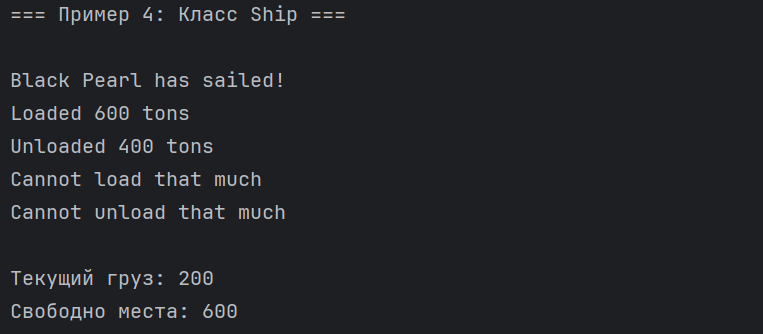 === Пример 4: Класс Ship ===
Black Pearl has sailed!
Loaded 600 tons
Unloaded 400 tons
Cannot load that much
Cannot unload that much
Текущий груз: 200
Свободно места: 600